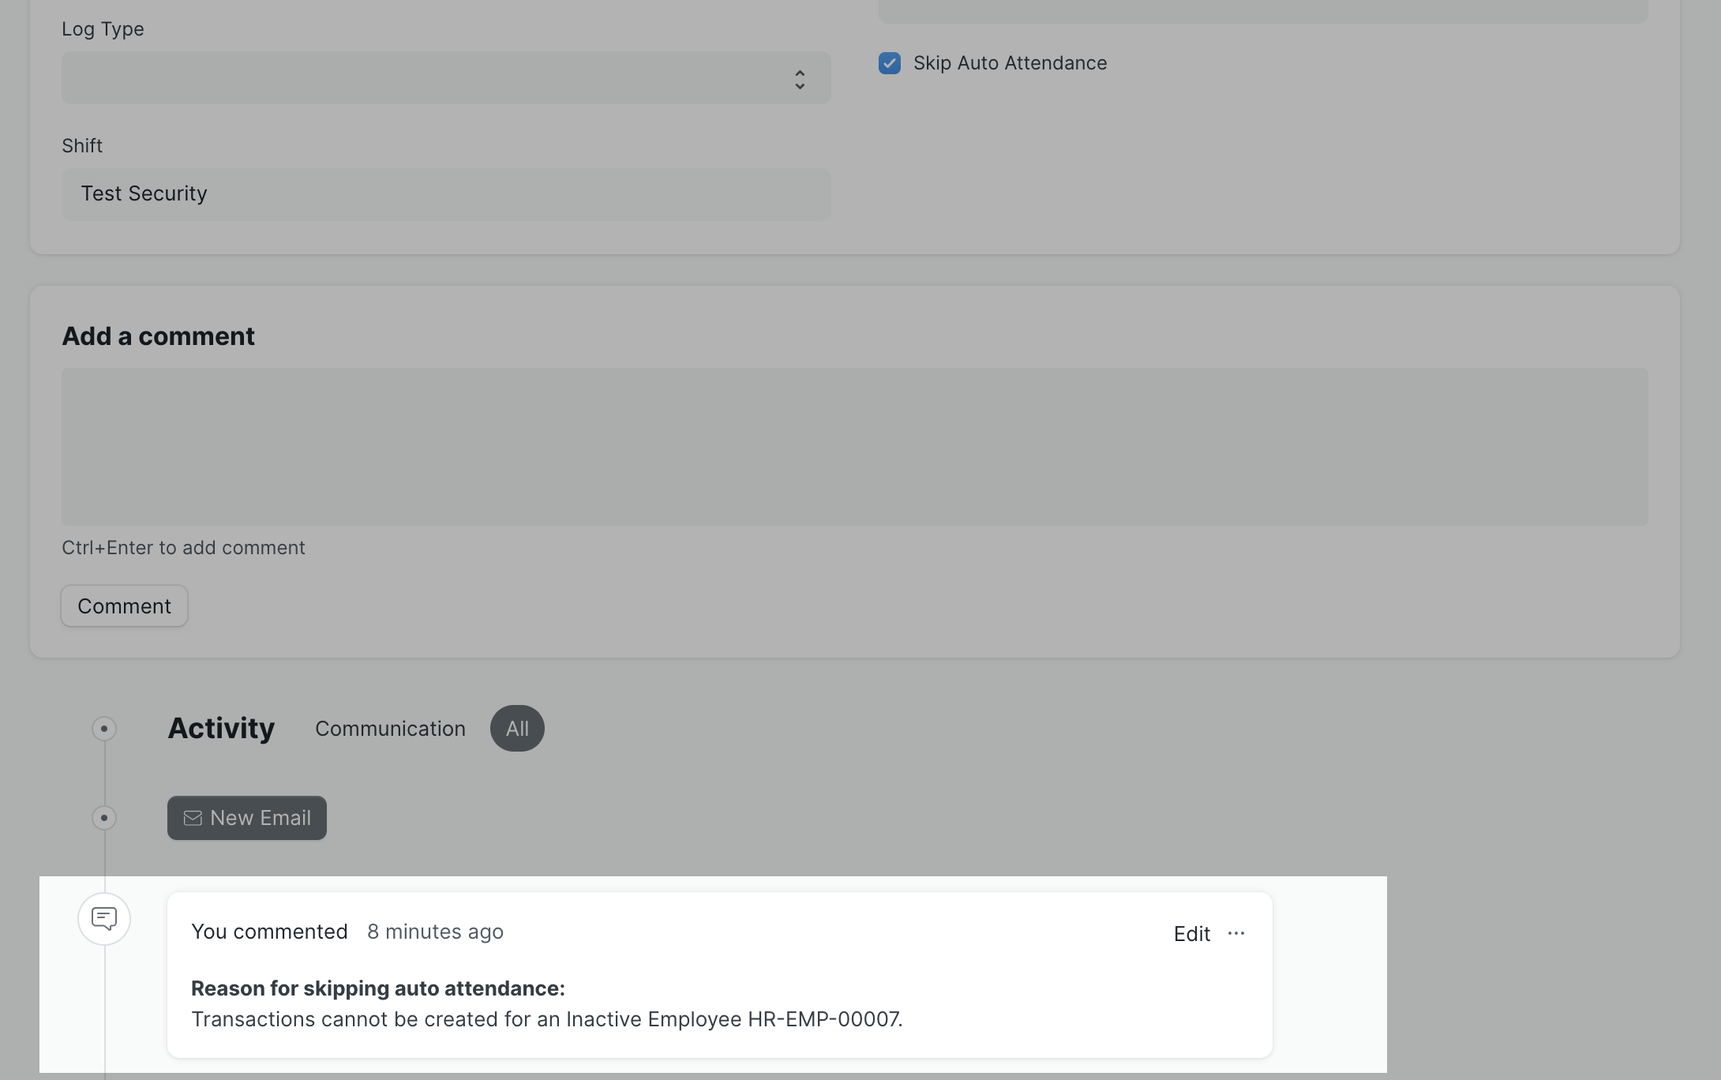 Log Type
Skip Auto Attendance
Shift
Test Security
Add a comment
Ctrl+Enter to add comment
Comment
Activity Communication All
New Email
You commented 8 minutes ago Edit ···
Reason for skipping auto attendance:
Transactions cannot be created for an Inactive Employee HR-EMP-00007.